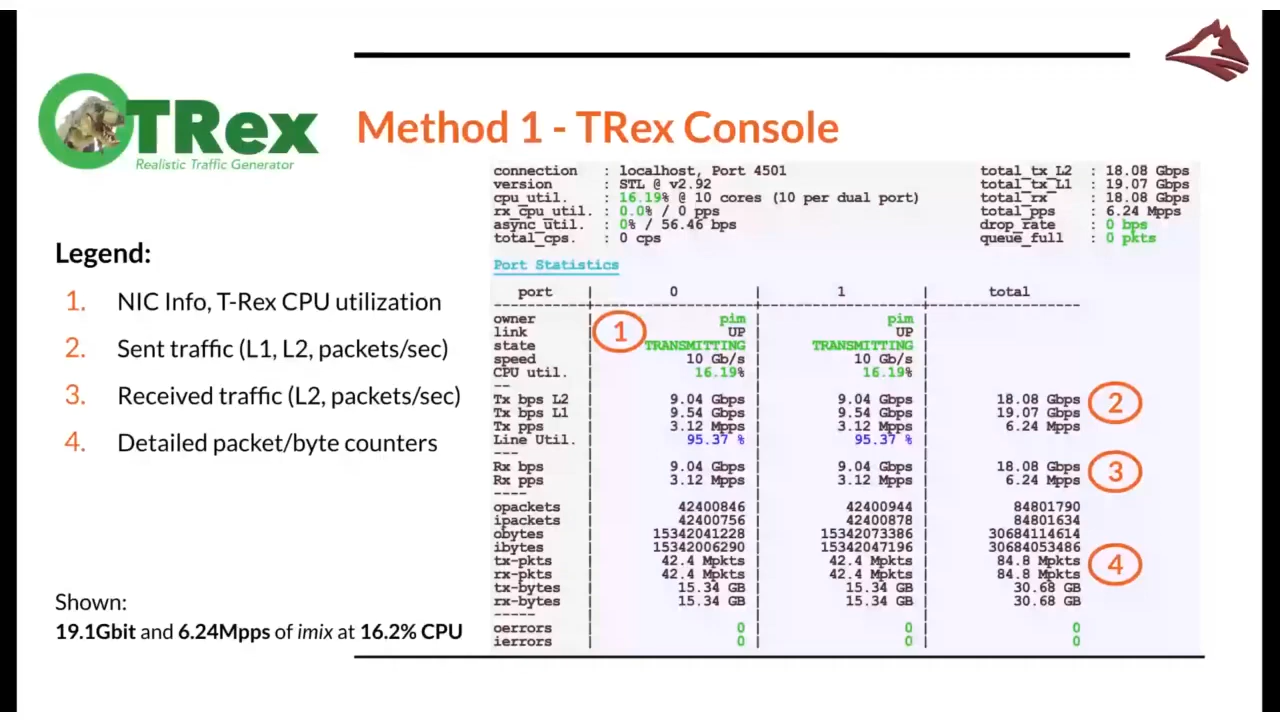 TRex
Realistic Traffic Generator
Method 1 - TRex Console
Legend:
1. NIC Info, T-Rex CPU utilization
2. Sent traffic (L1, L2, packets/sec)
3. Received traffic (L2, packets/sec)
4. Detailed packet/byte counters
Shown:
19.1Gbit and 6.24Mpps of imix at 16.2% CPU
connection : localhost, Port 4501 total_tx_L2 : 18.08 Gbps
version : STL @ v2.92 total_tx_L1 : 19.07 Gbps
cpu_util. : 16.19% @ 10 cores (10 per dual port) total_rx : 18.08 Gbps
rx_cpu_util. : 0.0% / 0 pps total_pps : 6.24 Mpps
async_util. : 0% / 56.46 bps drop_rate : 0 bps
total_cps. : 0 cps queue_full : 0 pkts
Port Statistics
port | 0 | 1 | total
owner | pim | pim |
link | UP | UP |
state | TRANSMITTING | TRANSMITTING |
speed | 10 Gb/s | 10 Gb/s |
CPU util. | 16.19% | 16.19% |
-- | | |
Tx bps L2 | 9.04 Gbps | 9.04 Gbps | 18.08 Gbps
Tx bps L1 | 9.54 Gbps | 9.54 Gbps | 19.07 Gbps
Tx pps | 3.12 Mpps | 3.12 Mpps | 6.24 Mpps
Line Util. | 95.37 % | 95.37 % |
--- | | |
Rx bps | 9.04 Gbps | 9.04 Gbps | 18.08 Gbps
Rx pps | 3.12 Mpps | 3.12 Mpps | 6.24 Mpps
---- | | |
opackets | 42400846 | 42400944 | 84801790
ipackets | 42400756 | 42400878 | 84801634
obytes | 15342041228 | 15342073386 | 30684114614
ibytes | 15342006290 | 15342047196 | 30684053486
tx-pkts | 42.4 Mpkts | 42.4 Mpkts | 84.8 Mpkts
rx-pkts | 42.4 Mpkts | 42.4 Mpkts | 84.8 Mpkts
tx-bytes | 15.34 GB | 15.34 GB | 30.68 GB
rx-bytes | 15.34 GB | 15.34 GB | 30.68 GB
----- | | |
oerrors | 0 | 0 | 0
ierrors | 0 | 0 | 0
1
2
3
4